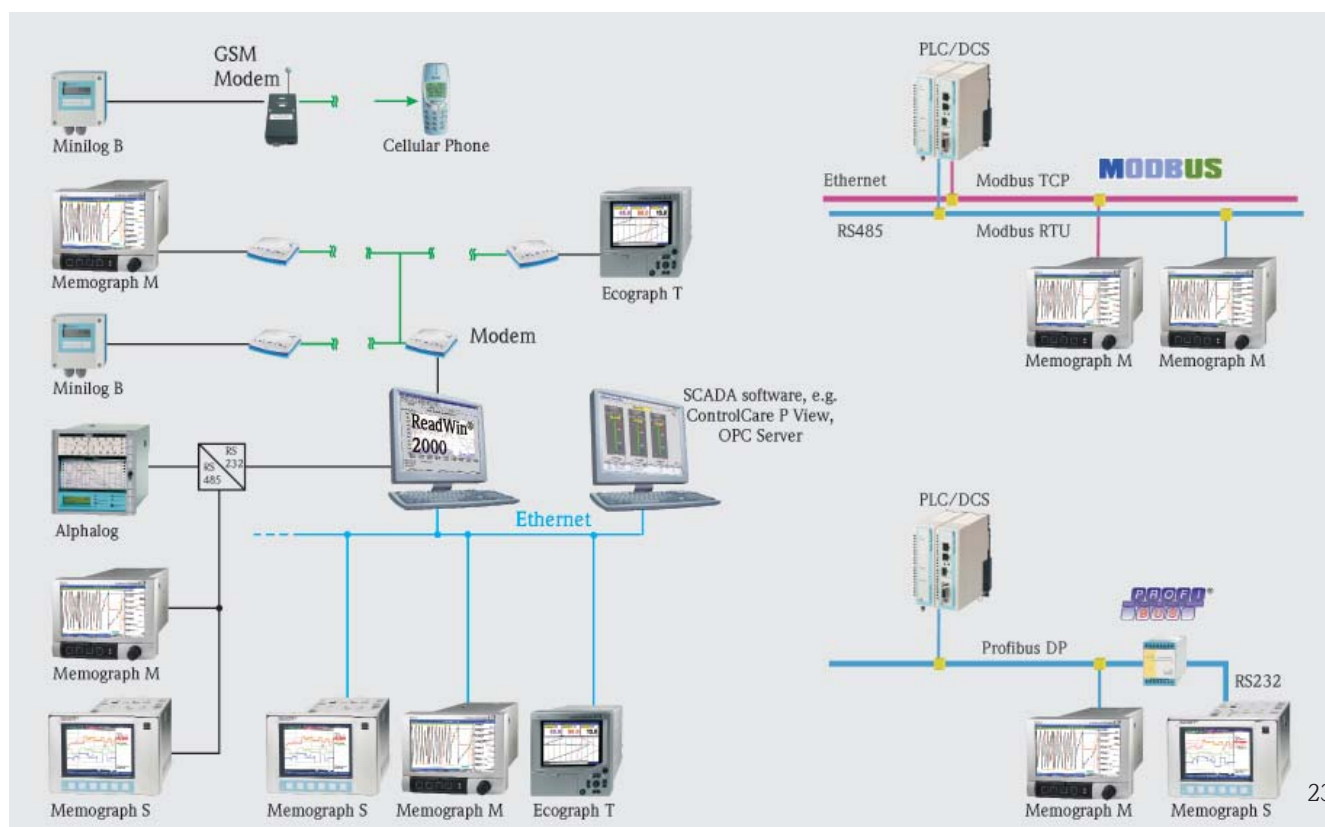 GSM
Modem
Minilog B
Cellular Phone
Memograph M
Ecograph T
Minilog B
Modem
ReadWin®
2000
SCADA software, e.g.
ControlCare P View,
OPC Server
RS
232
RS
485
Alphalog
Ethernet
Memograph M
Memograph S
Memograph S
Memograph M
Ecograph T
PLC/DCS
MODBUS
Ethernet
Modbus TCP
RS485
Modbus RTU
Memograph M
Memograph M
PLC/DCS
PROFI®
BUS
Profibus DP
RS232
Memograph M
Memograph S